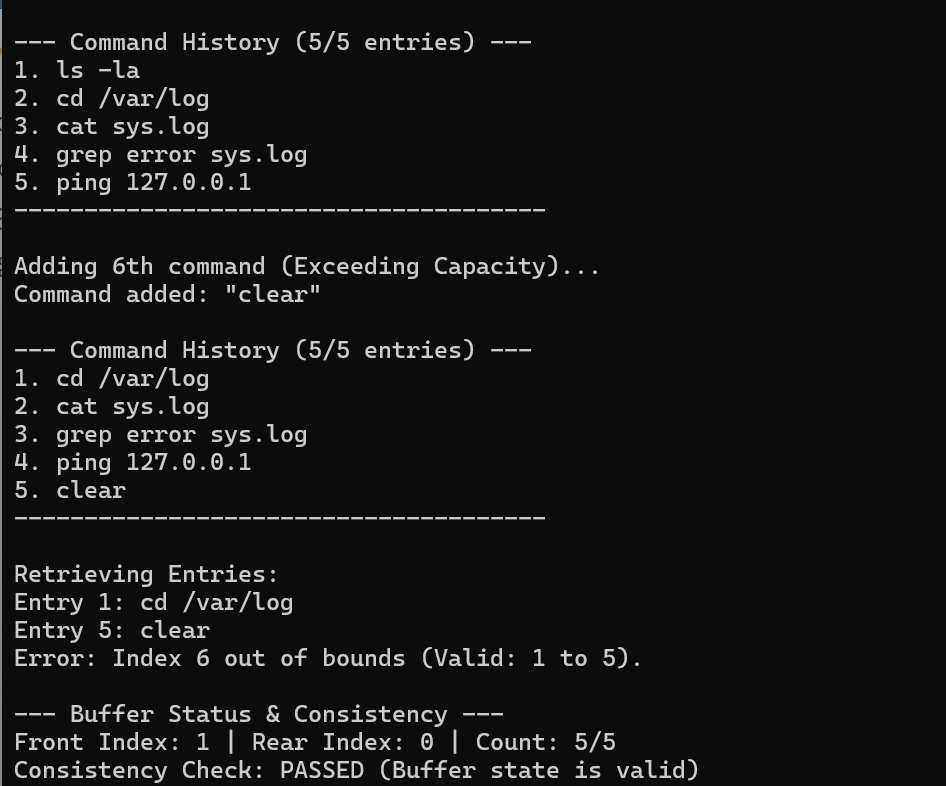 --- Command History (5/5 entries) ---
1. ls -la
2. cd /var/log
3. cat sys.log
4. grep error sys.log
5. ping 127.0.0.1
--------------------------------------
Adding 6th command (Exceeding Capacity)...
Command added: "clear"
--- Command History (5/5 entries) ---
1. cd /var/log
2. cat sys.log
3. grep error sys.log
4. ping 127.0.0.1
5. clear
--------------------------------------
Retrieving Entries:
Entry 1: cd /var/log
Entry 5: clear
Error: Index 6 out of bounds (Valid: 1 to 5).
--- Buffer Status & Consistency ---
Front Index: 1 | Rear Index: 0 | Count: 5/5
Consistency Check: PASSED (Buffer state is valid)